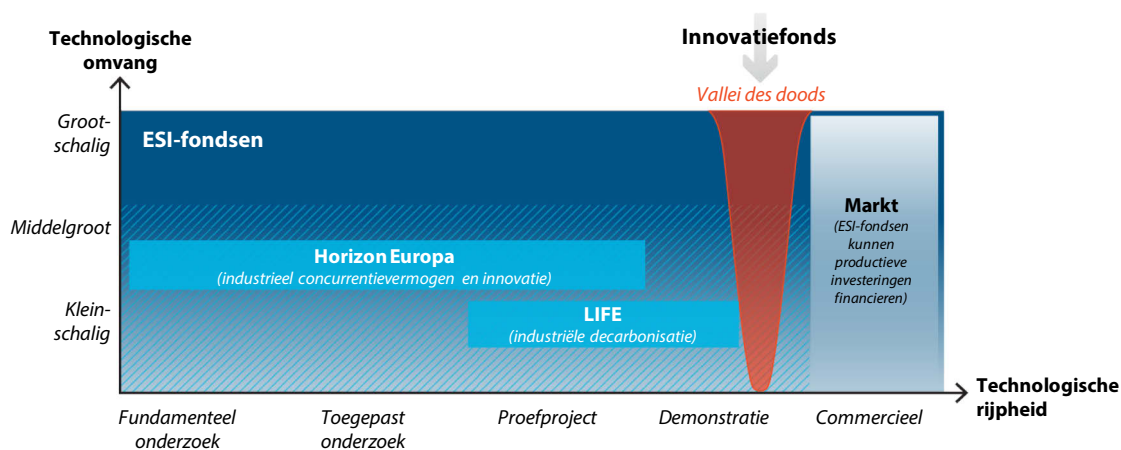 Technologische
omvang
Innovatiefonds
Vallei des doods
Groot-
schalig
ESI-fondsen
Middelgroot
Markt
(ESI-fondsen
kunnen
productieve
investeringen
financieren)
Horizon Europa
(industrieel concurrentievermogen en innovatie)
Klein-
schalig
LIFE
(industriële decarbonisatie)
Technologische
rijpheid
Fundamenteel
onderzoek
Toegepast
onderzoek
Proefproject
Demonstratie
Commercieel